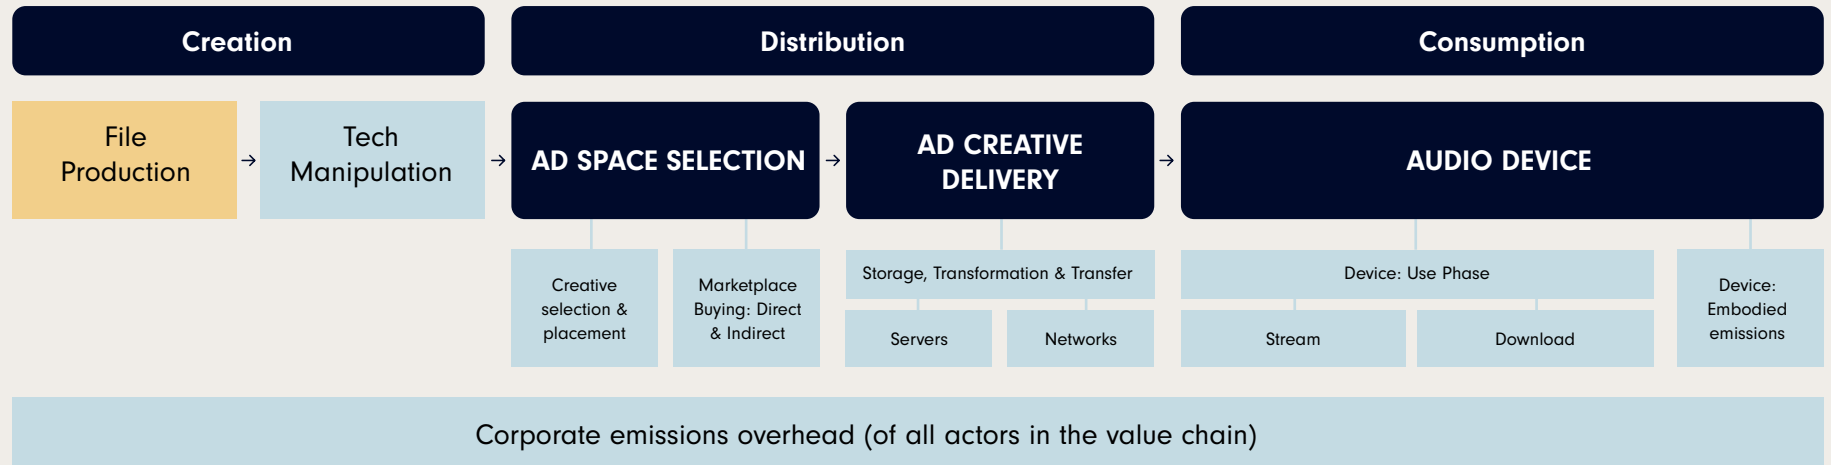 Creation
Distribution
Consumption
File
Production
Tech
Manipulation
AD SPACE SELECTION
AD CREATIVE
DELIVERY
AUDIO DEVICE
Creative
selection &
placement
Marketplace
Buying: Direct
& Indirect
Storage, Transformation & Transfer
Servers
Networks
Device: Use Phase
Stream
Download
Device:
Embodied
emissions
Corporate emissions overhead (of all actors in the value chain)